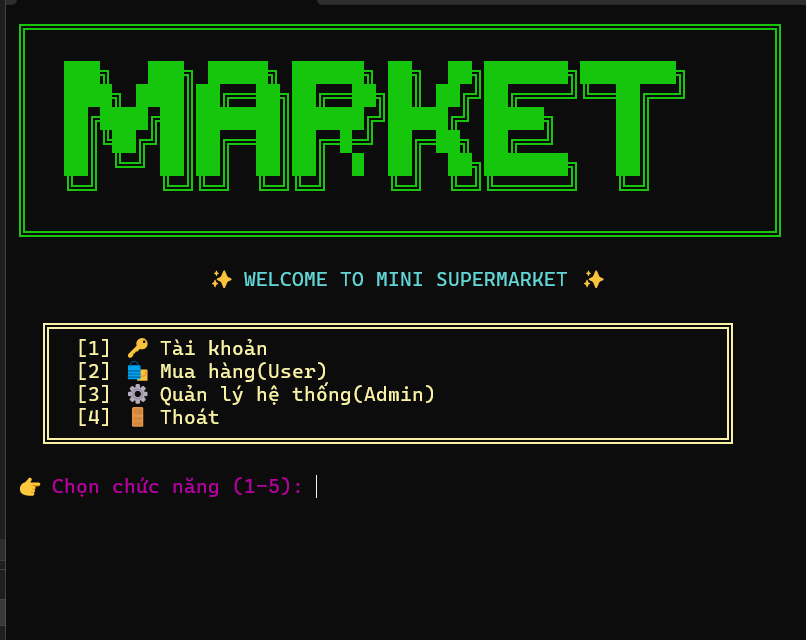 MARKET
✨ WELCOME TO MINI SUPERMARKET ✨
[1] 🔑 Tài khoản
[2] 🛍️ Mua hàng(User)
[3] ⚙️ Quản lý hệ thống(Admin)
[4] 🚪 Thoát
👉 Chọn chức năng (1-5):